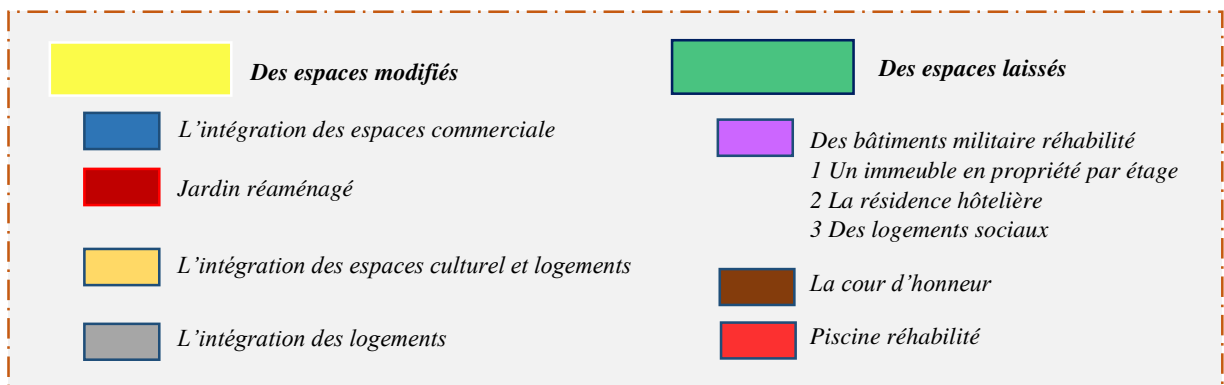 Des espaces modifiés
L'intégration des espaces commerciale
Jardin réaménagé
L'intégration des espaces culturel et logements
L'intégration des logements
Des espaces laissés
Des bâtiments militaire réhabilité
1 Un immeuble en propriété par étage
2 La résidence hôtelière
3 Des logements sociaux
La cour d'honneur
Piscine réhabilité